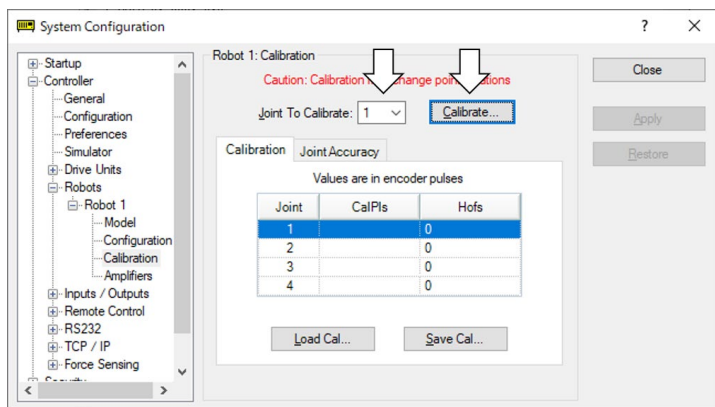 System Configuration
?
Startup
Controller
General
Configuration
Preferences
Simulator
Drive Units
Robots
Robot 1
Model
Configuration
Calibration
Amplifiers
Inputs / Outputs
Remote Control
RS232
TCP / IP
Force Sensing
Robot 1: Calibration
Caution: Calibration
Joint To Calibrate: 1
Calibrate...
Calibration Joint Accuracy
Values are in encoder pulses
Joint CalPls Hofs
1 0
2 0
3 0
4 0
Load Cal... Save Cal...
Close
Apply
Restore